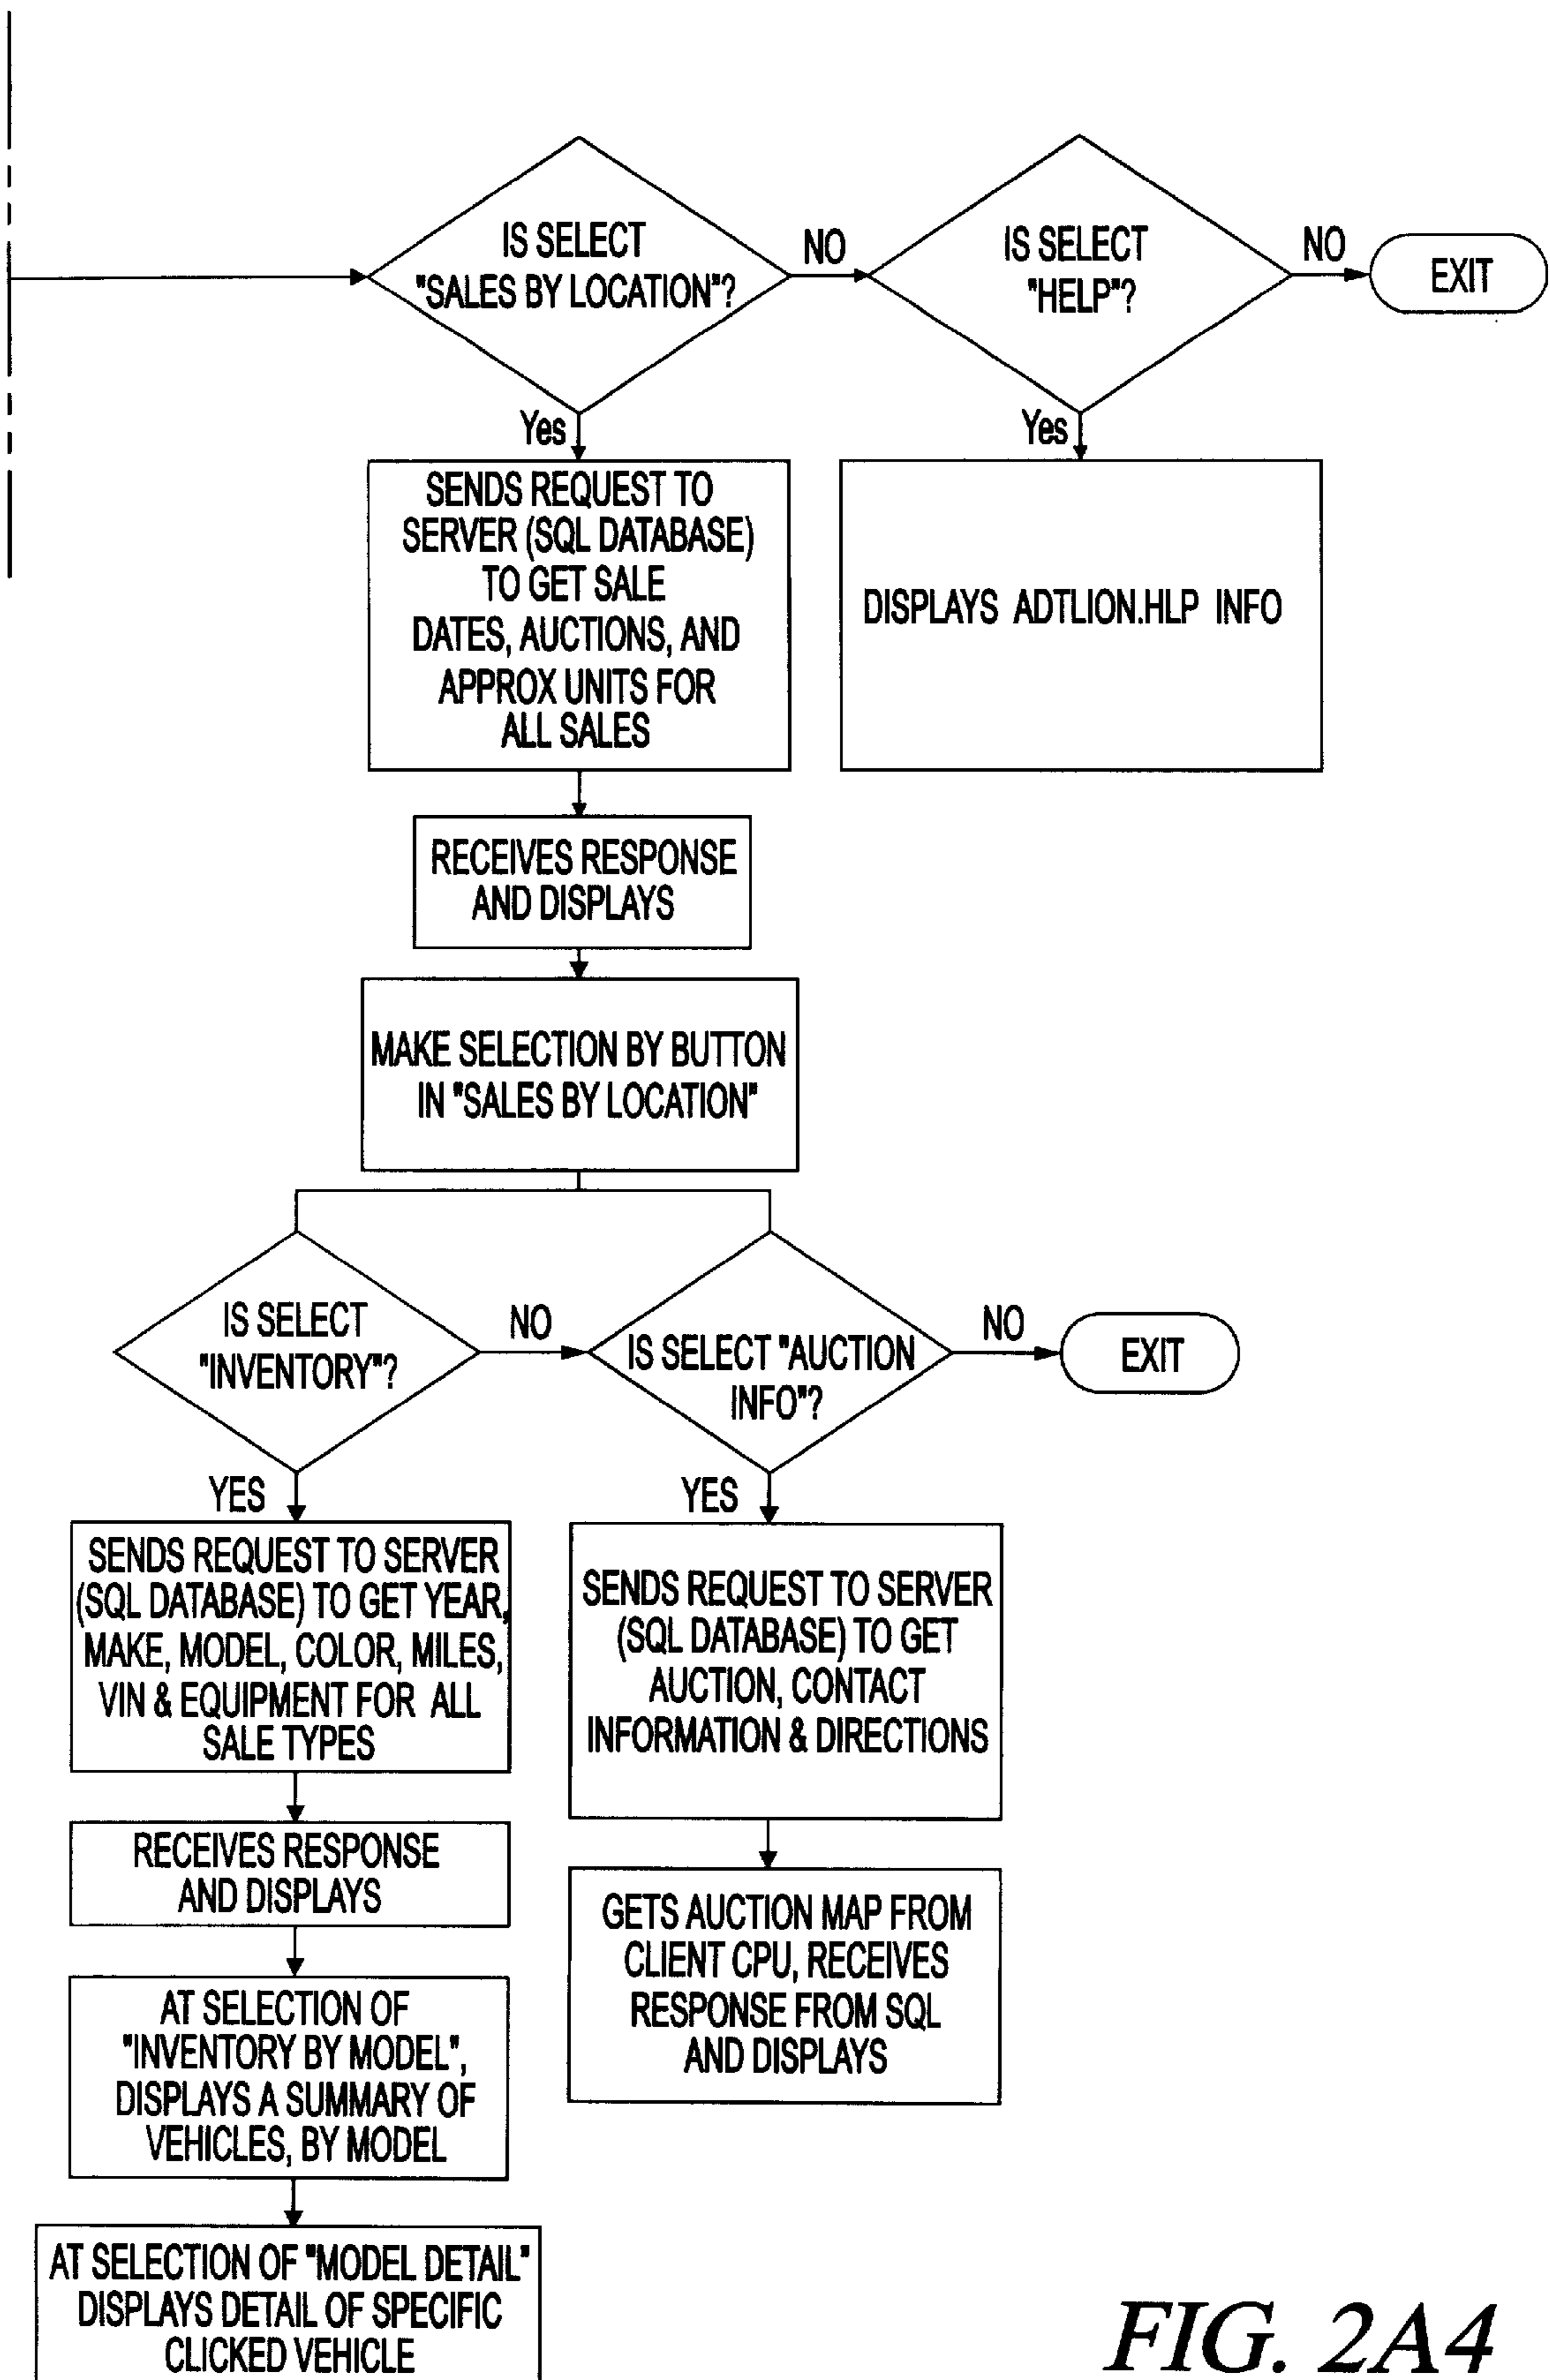 IS SELECT
"SALES BY LOCATION"?
NO
IS SELECT
"HELP"?
NO
EXIT
Yes
Yes
SENDS REQUEST TO
SERVER (SQL DATABASE)
TO GET SALE
DATES, AUCTIONS, AND
APPROX UNITS FOR
ALL SALES
DISPLAYS ADTLION.HLP INFO
RECEIVES RESPONSE
AND DISPLAYS
MAKE SELECTION BY BUTTON
IN "SALES BY LOCATION"
IS SELECT
"INVENTORY"?
NO
IS SELECT "AUCTION
INFO"?
NO
EXIT
YES
YES
SENDS REQUEST TO SERVER
(SQL DATABASE) TO GET YEAR,
MAKE, MODEL, COLOR, MILES,
VIN & EQUIPMENT FOR ALL
SALE TYPES
SENDS REQUEST TO SERVER
(SQL DATABASE) TO GET
AUCTION, CONTACT
INFORMATION & DIRECTIONS
RECEIVES RESPONSE
AND DISPLAYS
GETS AUCTION MAP FROM
CLIENT CPU, RECEIVES
RESPONSE FROM SQL
AND DISPLAYS
AT SELECTION OF
"INVENTORY BY MODEL",
DISPLAYS A SUMMARY OF
VEHICLES, BY MODEL
AT SELECTION OF "MODEL DETAIL"
DISPLAYS DETAIL OF SPECIFIC
CLICKED VEHICLE
FIG. 2A4